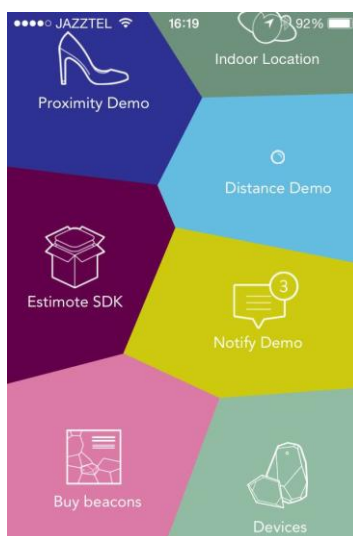 JAZZTEL 16:19 92%
Indoor Location
Proximity Demo
Distance Demo
Estimote SDK
3
Notify Demo
Buy beacons
Devices